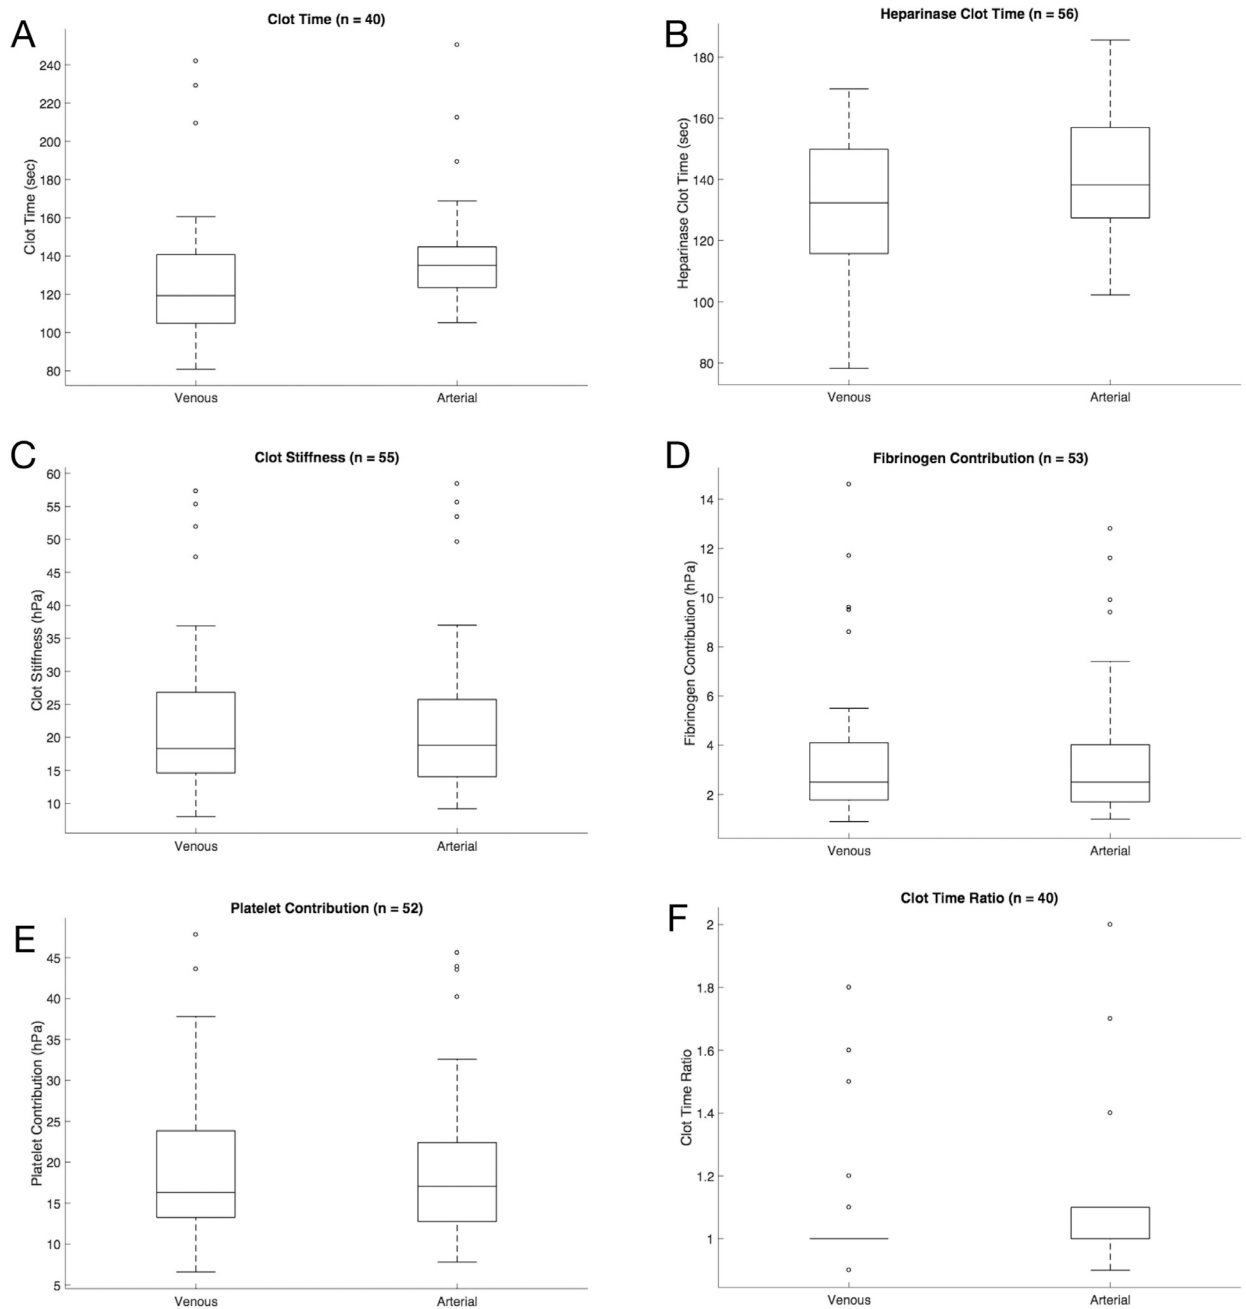 A
Clot Time (n = 40)
240
220
200
180
160
140
120
100
80
Clot Time (sec)
Venous
Arterial
B
Heparinase Clot Time (n = 56)
180
160
140
120
100
80
Heparinase Clot Time (sec)
Venous
Arterial
C
Clot Stiffness (n = 55)
60
55
50
45
40
35
30
25
20
15
10
Clot Stiffness (hPa)
Venous
Arterial
D
Fibrinogen Contribution (n = 53)
14
12
10
8
6
4
2
Fibrinogen Contribution (hPa)
Venous
Arterial
E
Platelet Contribution (n = 52)
45
40
35
30
25
20
15
10
5
Platelet Contribution (hPa)
Venous
Arterial
F
Clot Time Ratio (n = 40)
2
1.8
1.6
1.4
1.2
1
Clot Time Ratio
Venous
Arterial